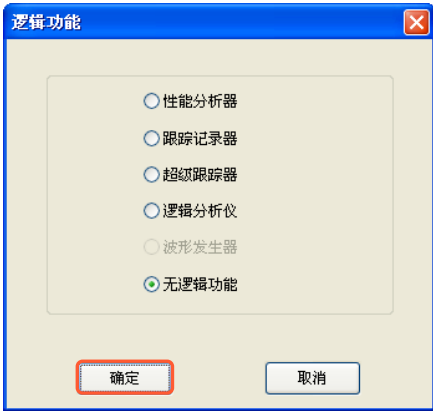 逻辑功能
性能分析器
跟踪记录器
超级跟踪器
逻辑分析仪
波形发生器
无逻辑功能
确定
取消